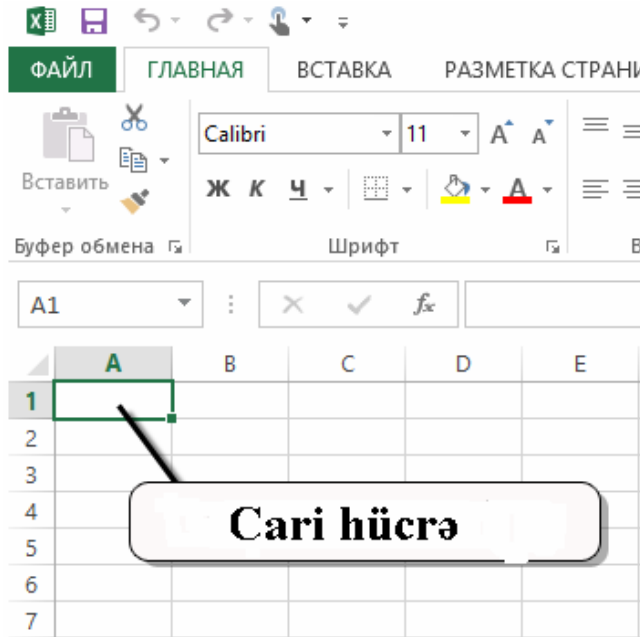 ФАЙЛ ГЛАВНАЯ ВСТАВКА РАЗМЕТКА СТРАНИ
Calibri 11 A A
Вставить
Ж К Ч A
Буфер обмена Шрифт В
A1 fx
A B C D E
1
2
3
4
Cari hücrə
5
6
7